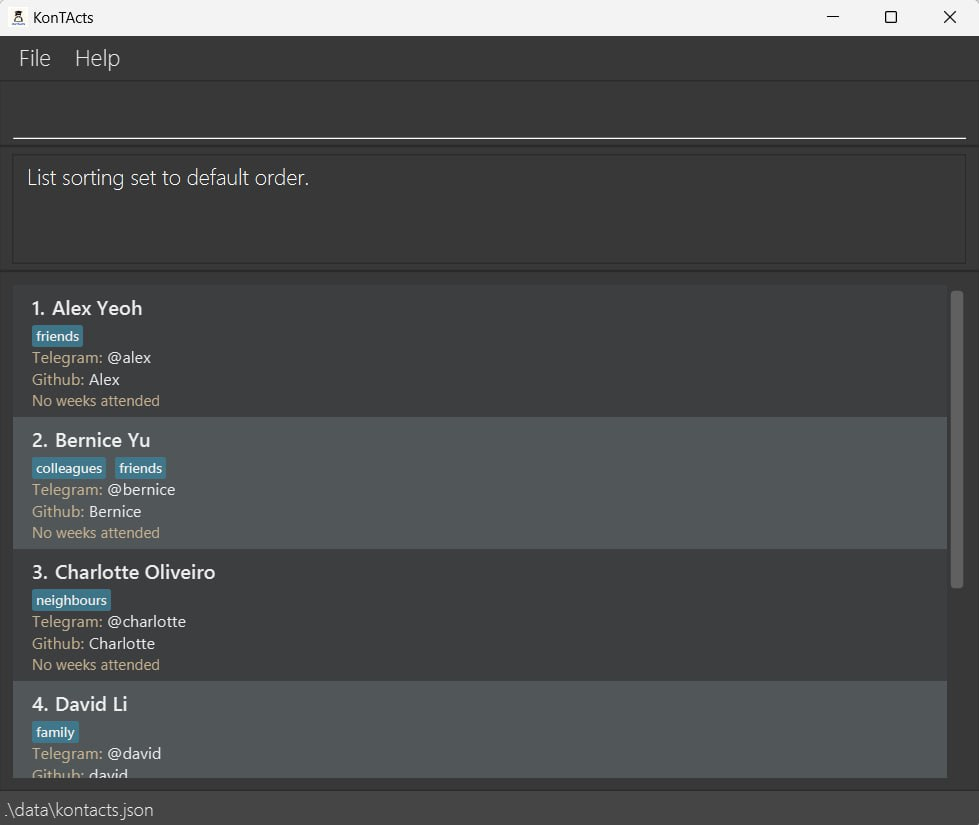 KonTActs
File Help
List sorting set to default order.
1. Alex Yeoh
friends
Telegram: @alex
Github: Alex
No weeks attended
2. Bernice Yu
colleagues friends
Telegram: @bernice
Github: Bernice
No weeks attended
3. Charlotte Oliveiro
neighbours
Telegram: @charlotte
Github: Charlotte
No weeks attended
4. David Li
family
Telegram: @david
Github: david
.\data\kontacts.json